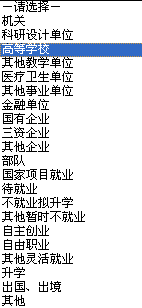 －请选择－
机关
科研设计单位
高等学校
其他教学单位
医疗卫生单位
其他事业单位
金融单位
国有企业
三资企业
其他企业
部队
国家项目就业
待就业
不就业拟升学
其他暂时不就业
自主创业
自由职业
其他灵活就业
升学
出国、出境
其他